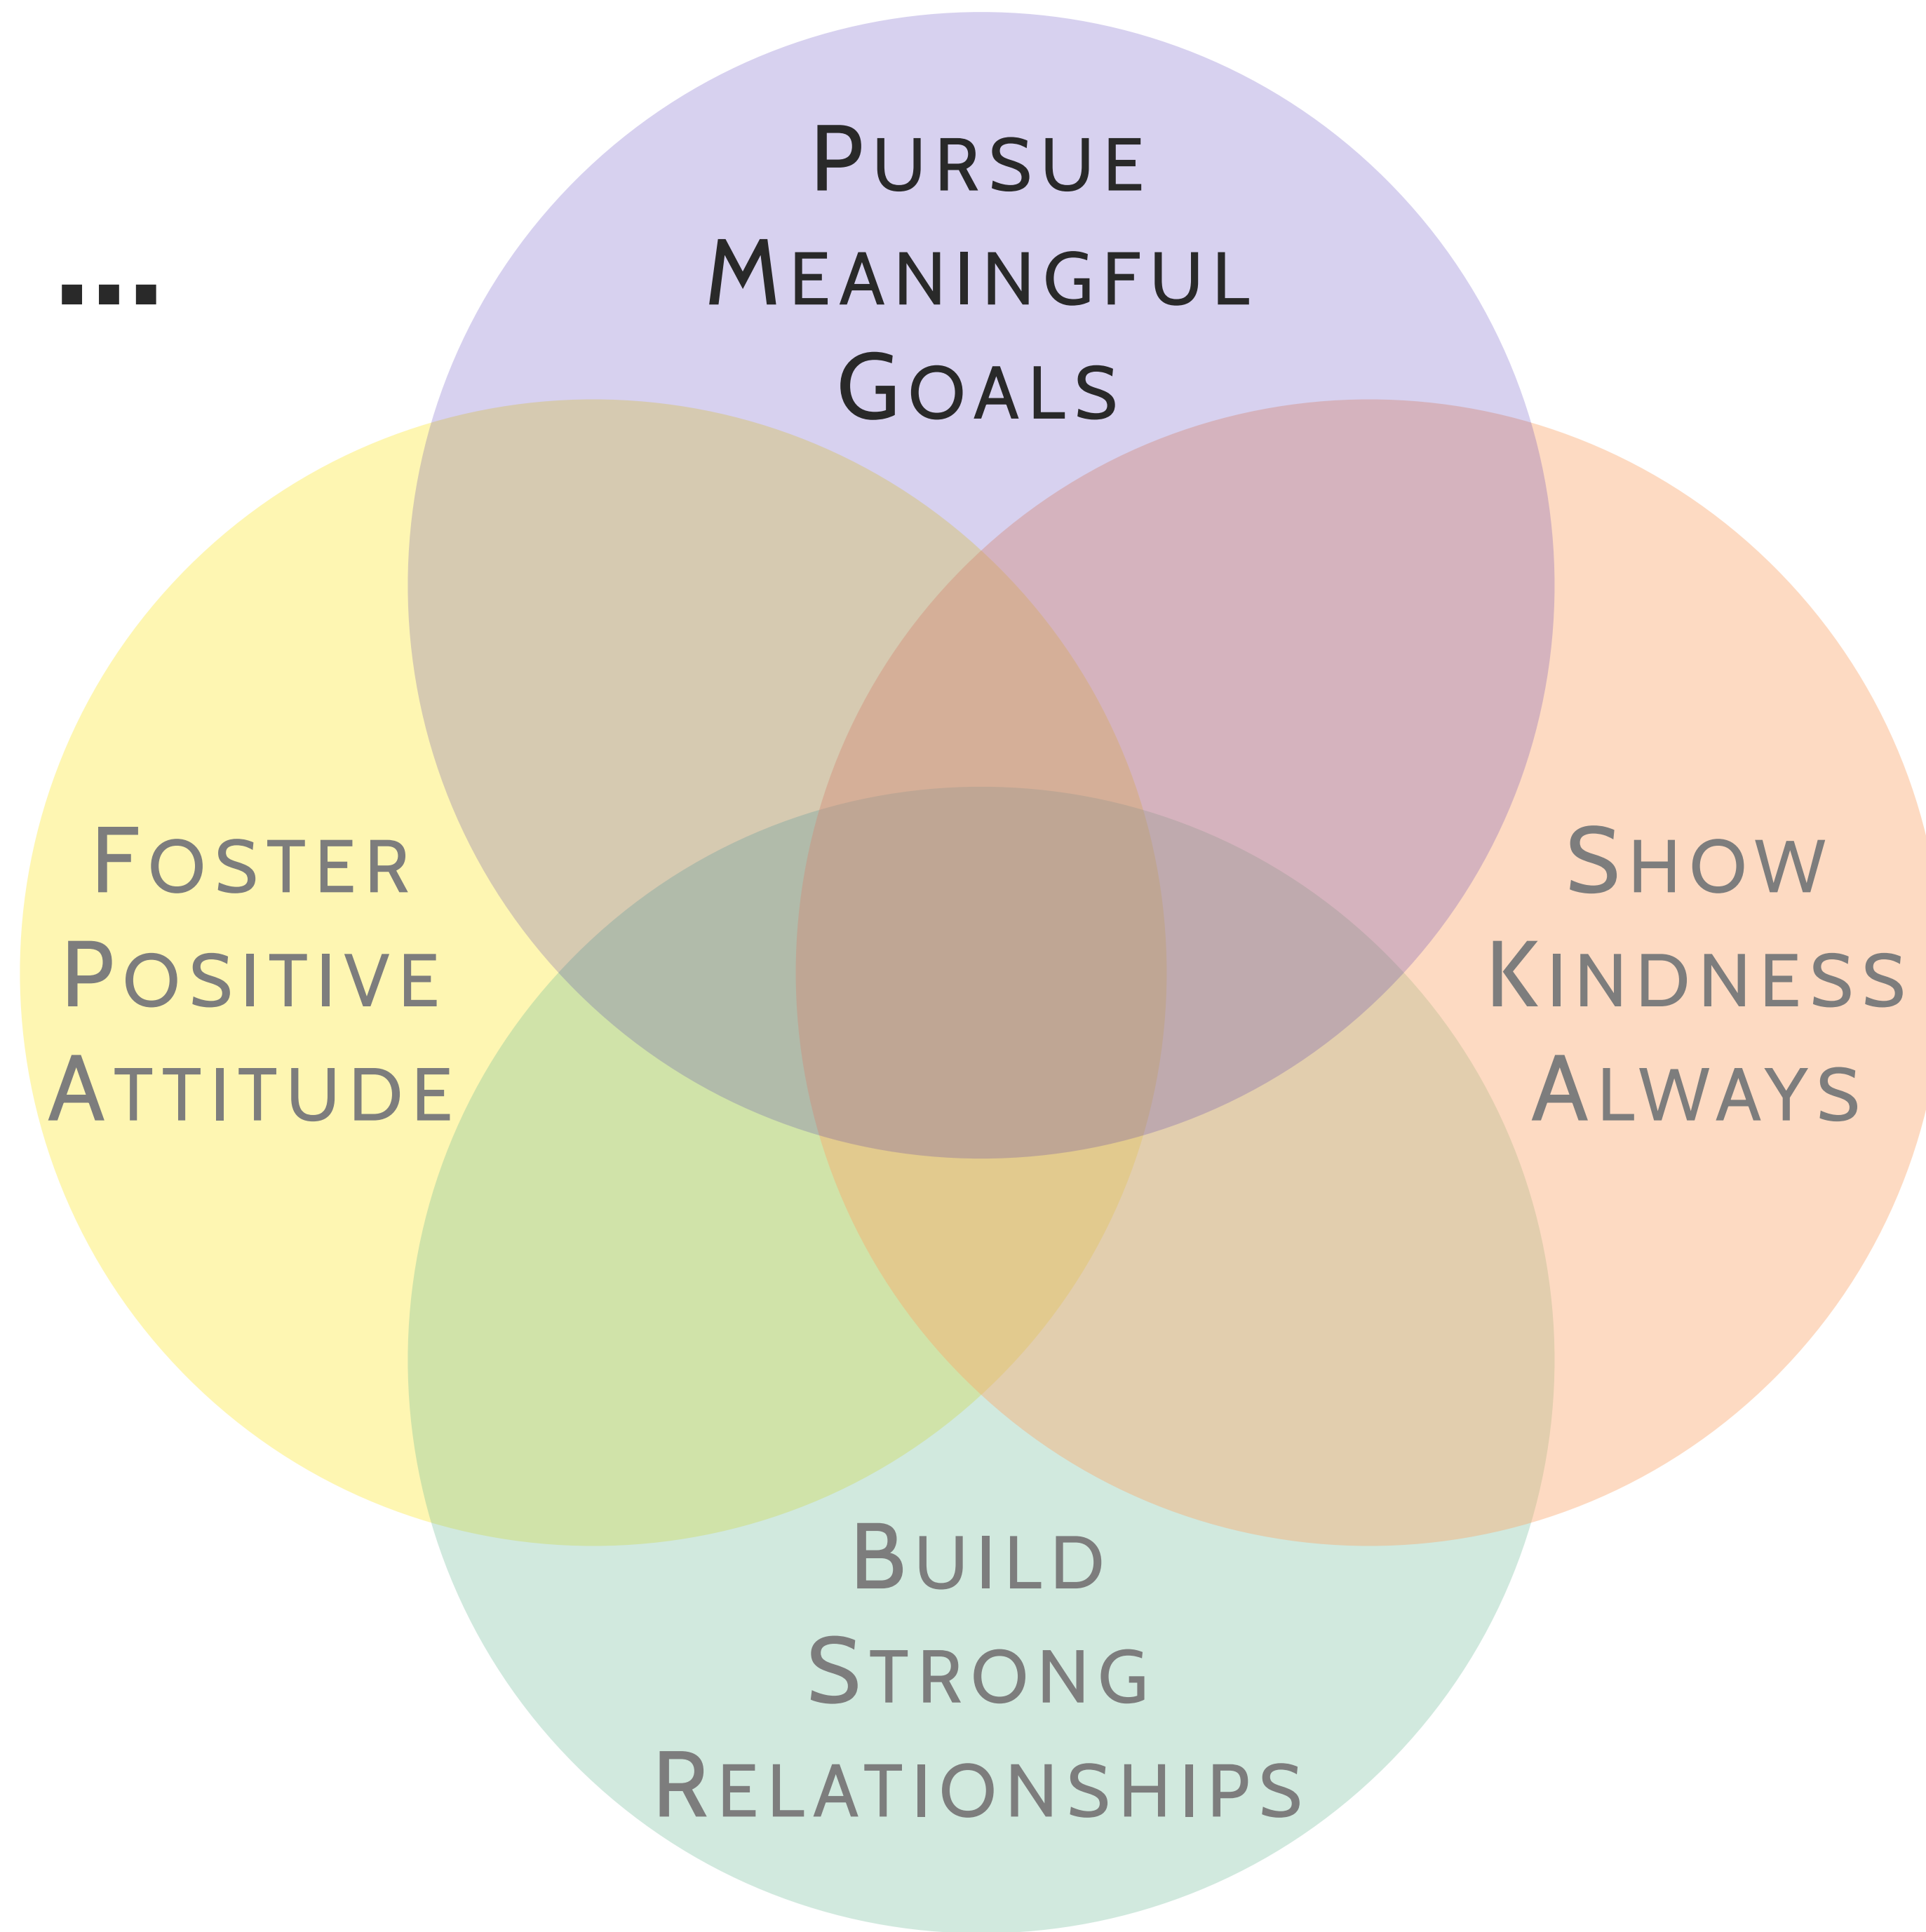 Pursue
Meaningful
Goals
...
Foster
Positive
Attitude
Show
Kindness
Always
Build
Strong
Relationships